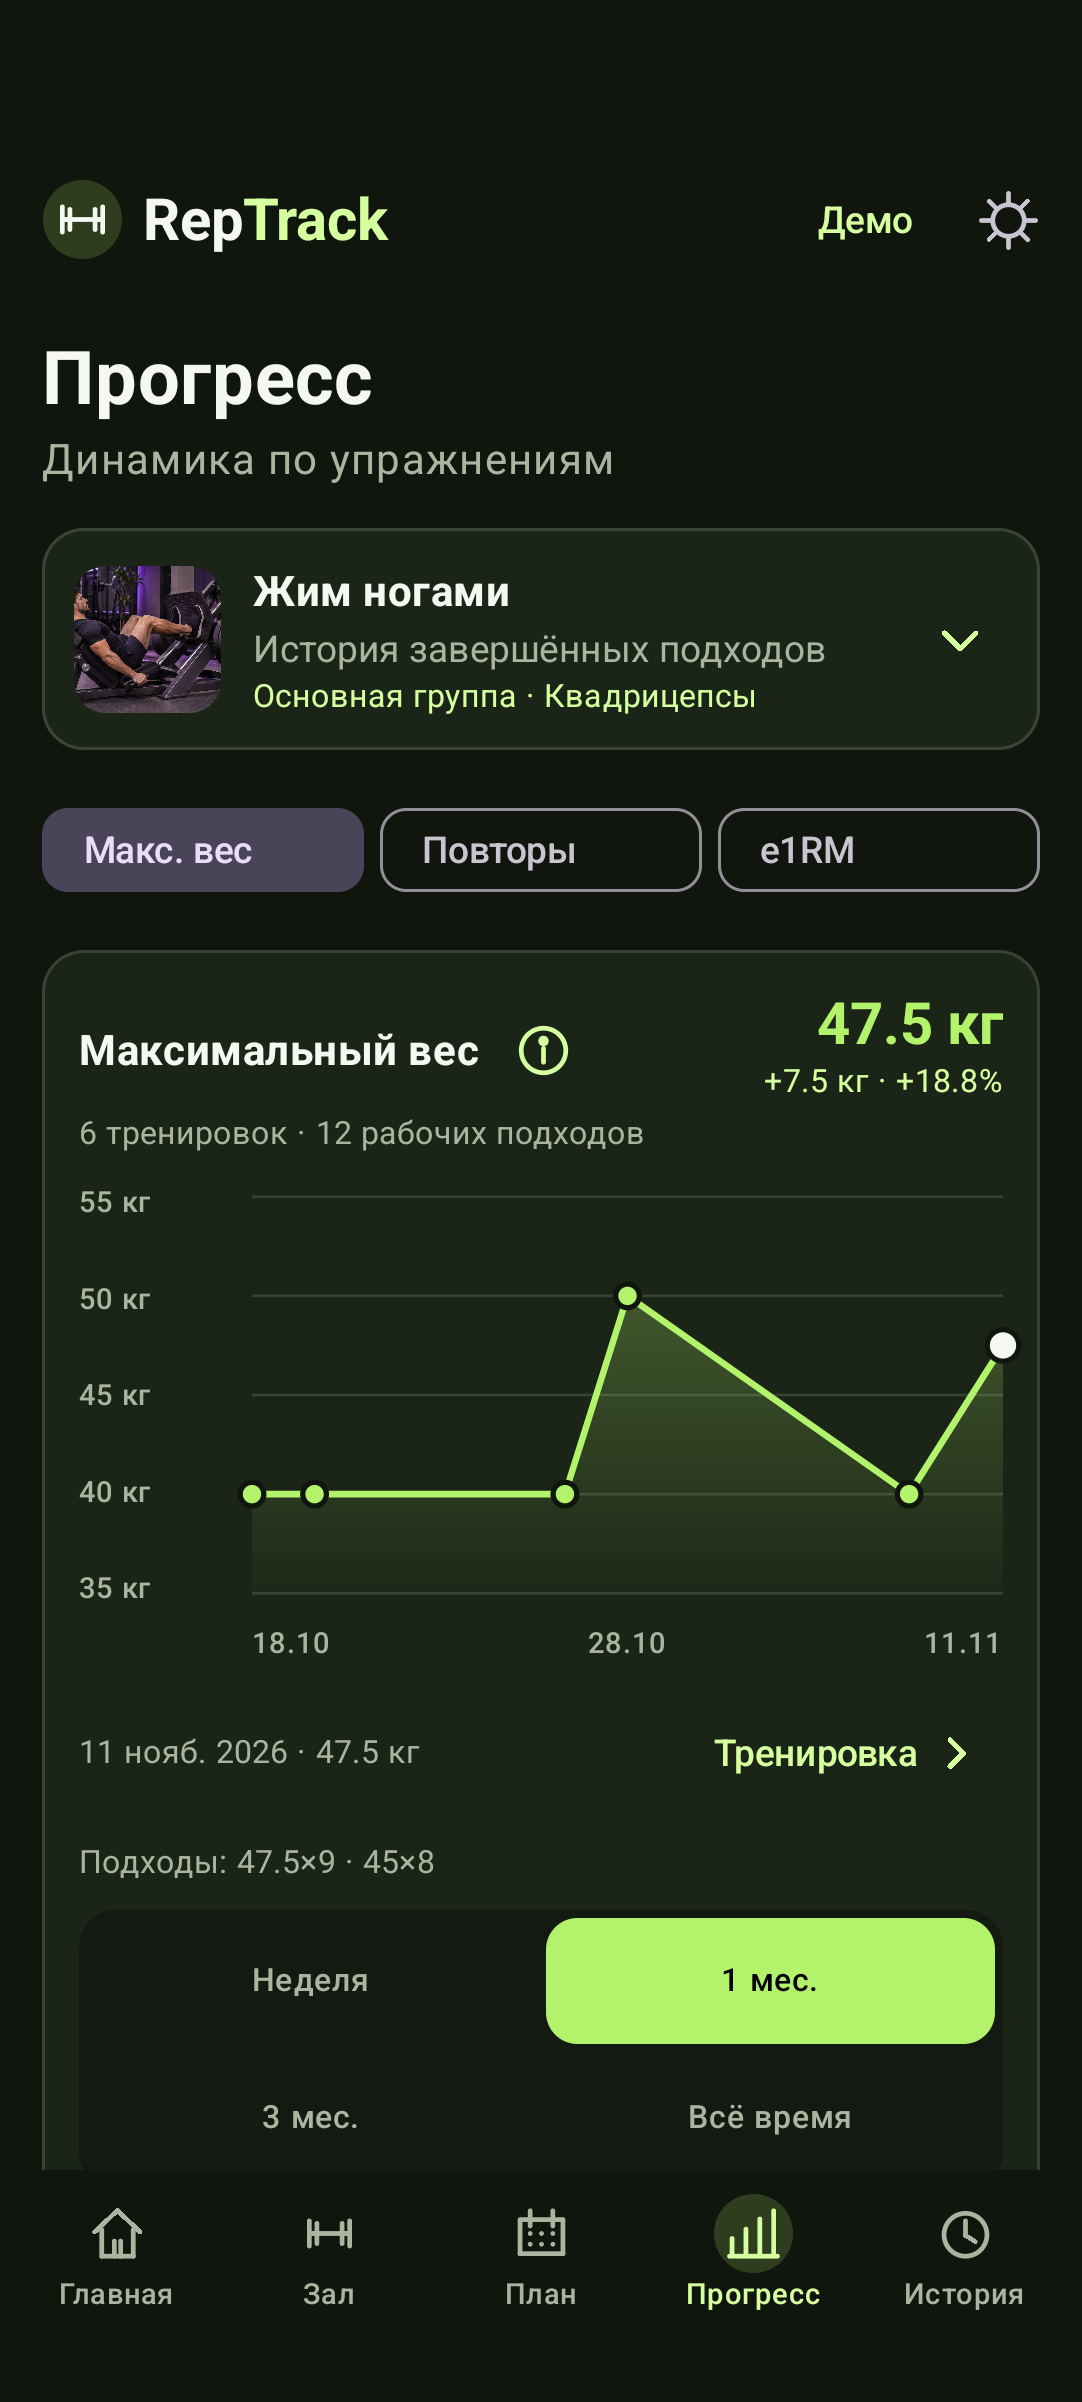 RepTrack
Демо
Прогресс
Динамика по упражнениям
Жим ногами
История завершённых подходов
Основная группа · Квадрицепсы
Макс. вес
Повторы
e1RM
Максимальный вес
47.5 кг
+7.5 кг · +18.8%
6 тренировок · 12 рабочих подходов
55 кг
50 кг
45 кг
40 кг
35 кг
18.10
28.10
11.11
11 нояб. 2026 · 47.5 кг
Тренировка
Подходы: 47.5×9 · 45×8
Неделя
1 мес.
3 мес.
Всё время
Главная
Зал
План
Прогресс
История